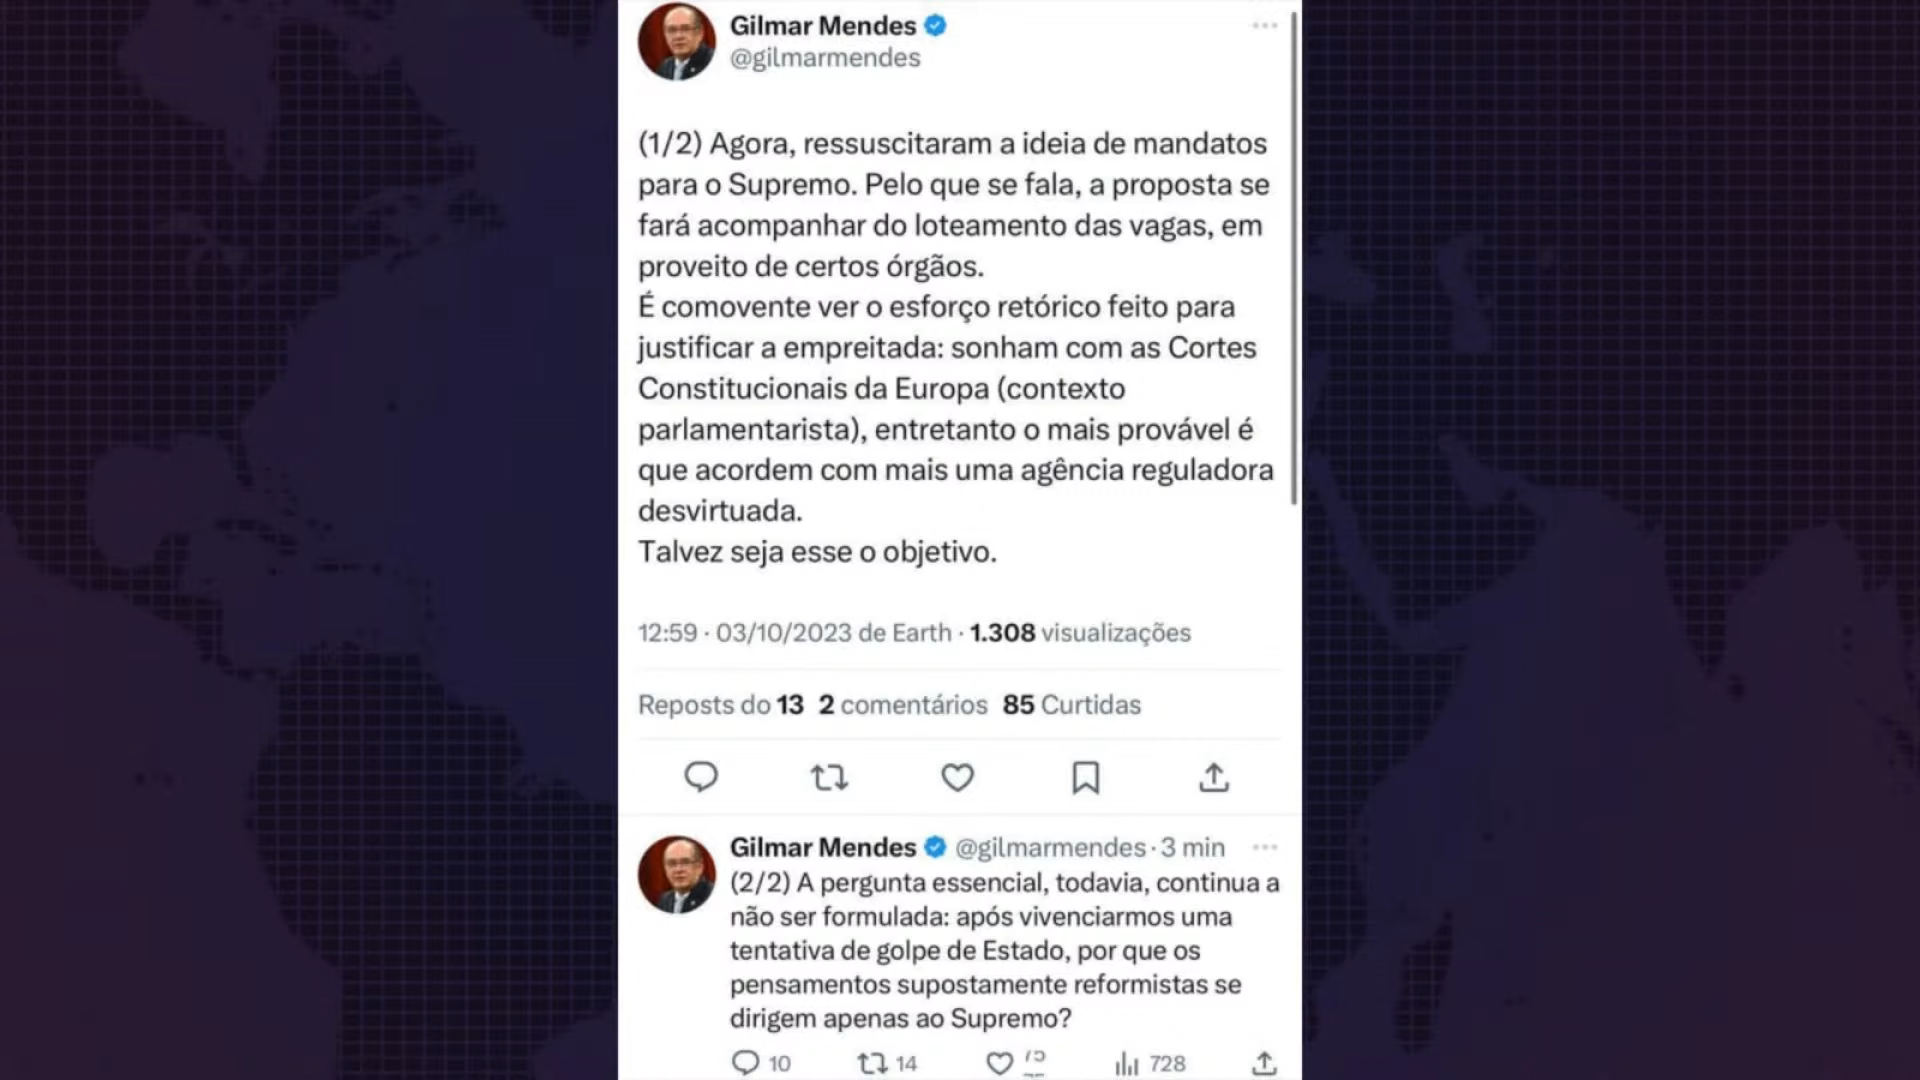 Gilmar Mendes
@gilmarmendes
(1/2) Agora, ressuscitaram a ideia de mandatos
para o Supremo. Pelo que se fala, a proposta se
fará acompanhar do loteamento das vagas, em
proveito de certos órgãos.
É comovente ver o esforço retórico feito para
justificar a empreitada: sonham com as Cortes
Constitucionais da Europa (contexto
parlamentarista), entretanto o mais provável é
que acordem com mais uma agência reguladora
desvirtuada.
Talvez seja esse o objetivo.
12:59 · 03/10/2023 de Earth · 1.308 visualizações
Reposts do 13 2 comentários 85 Curtidas
Gilmar Mendes @gilmarmendes · 3 min
(2/2) A pergunta essencial, todavia, continua a
não ser formulada: após vivenciarmos uma
tentativa de golpe de Estado, por que os
pensamentos supostamente reformistas se
dirigem apenas ao Supremo?
10 14 728